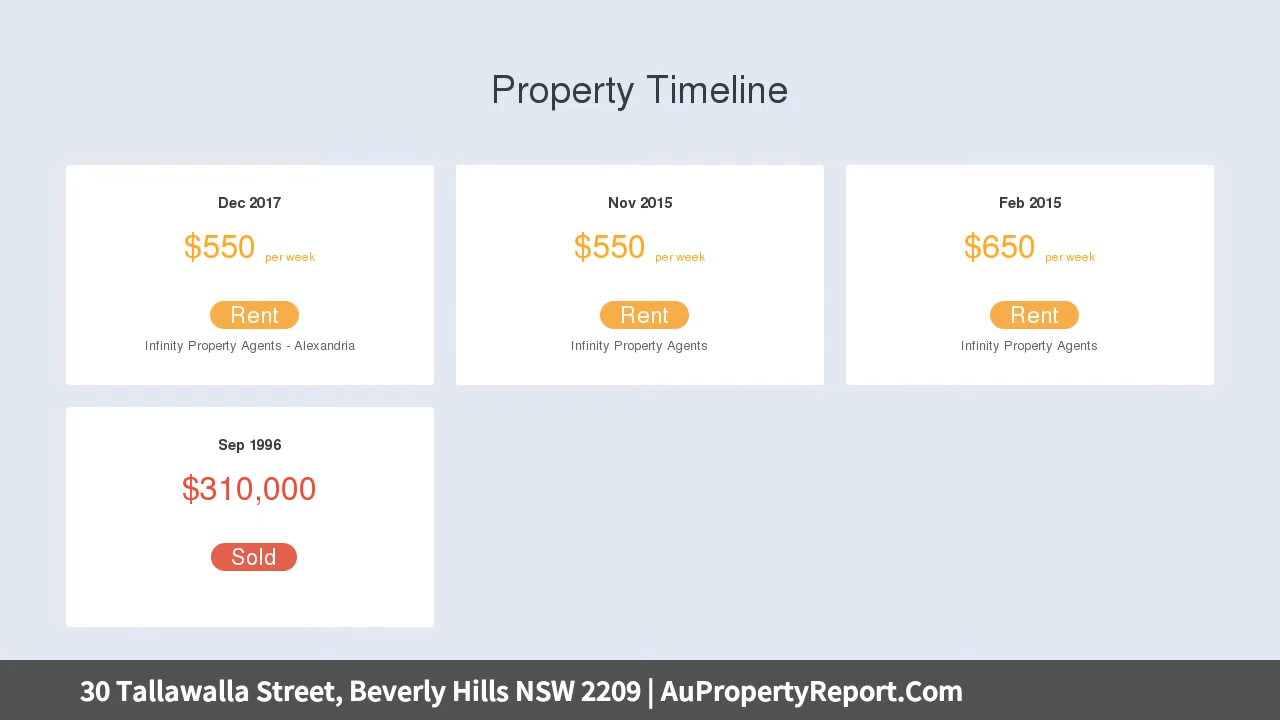 Property Timeline
Dec 2017
$550 per week
Rent
Infinity Property Agents - Alexandria
Nov 2015
$550 per week
Rent
Infinity Property Agents
Feb 2015
$650 per week
Rent
Infinity Property Agents
Sep 1996
$310,000
Sold
30 Tallawalla Street, Beverly Hills NSW 2209 | AuPropertyReport.Com